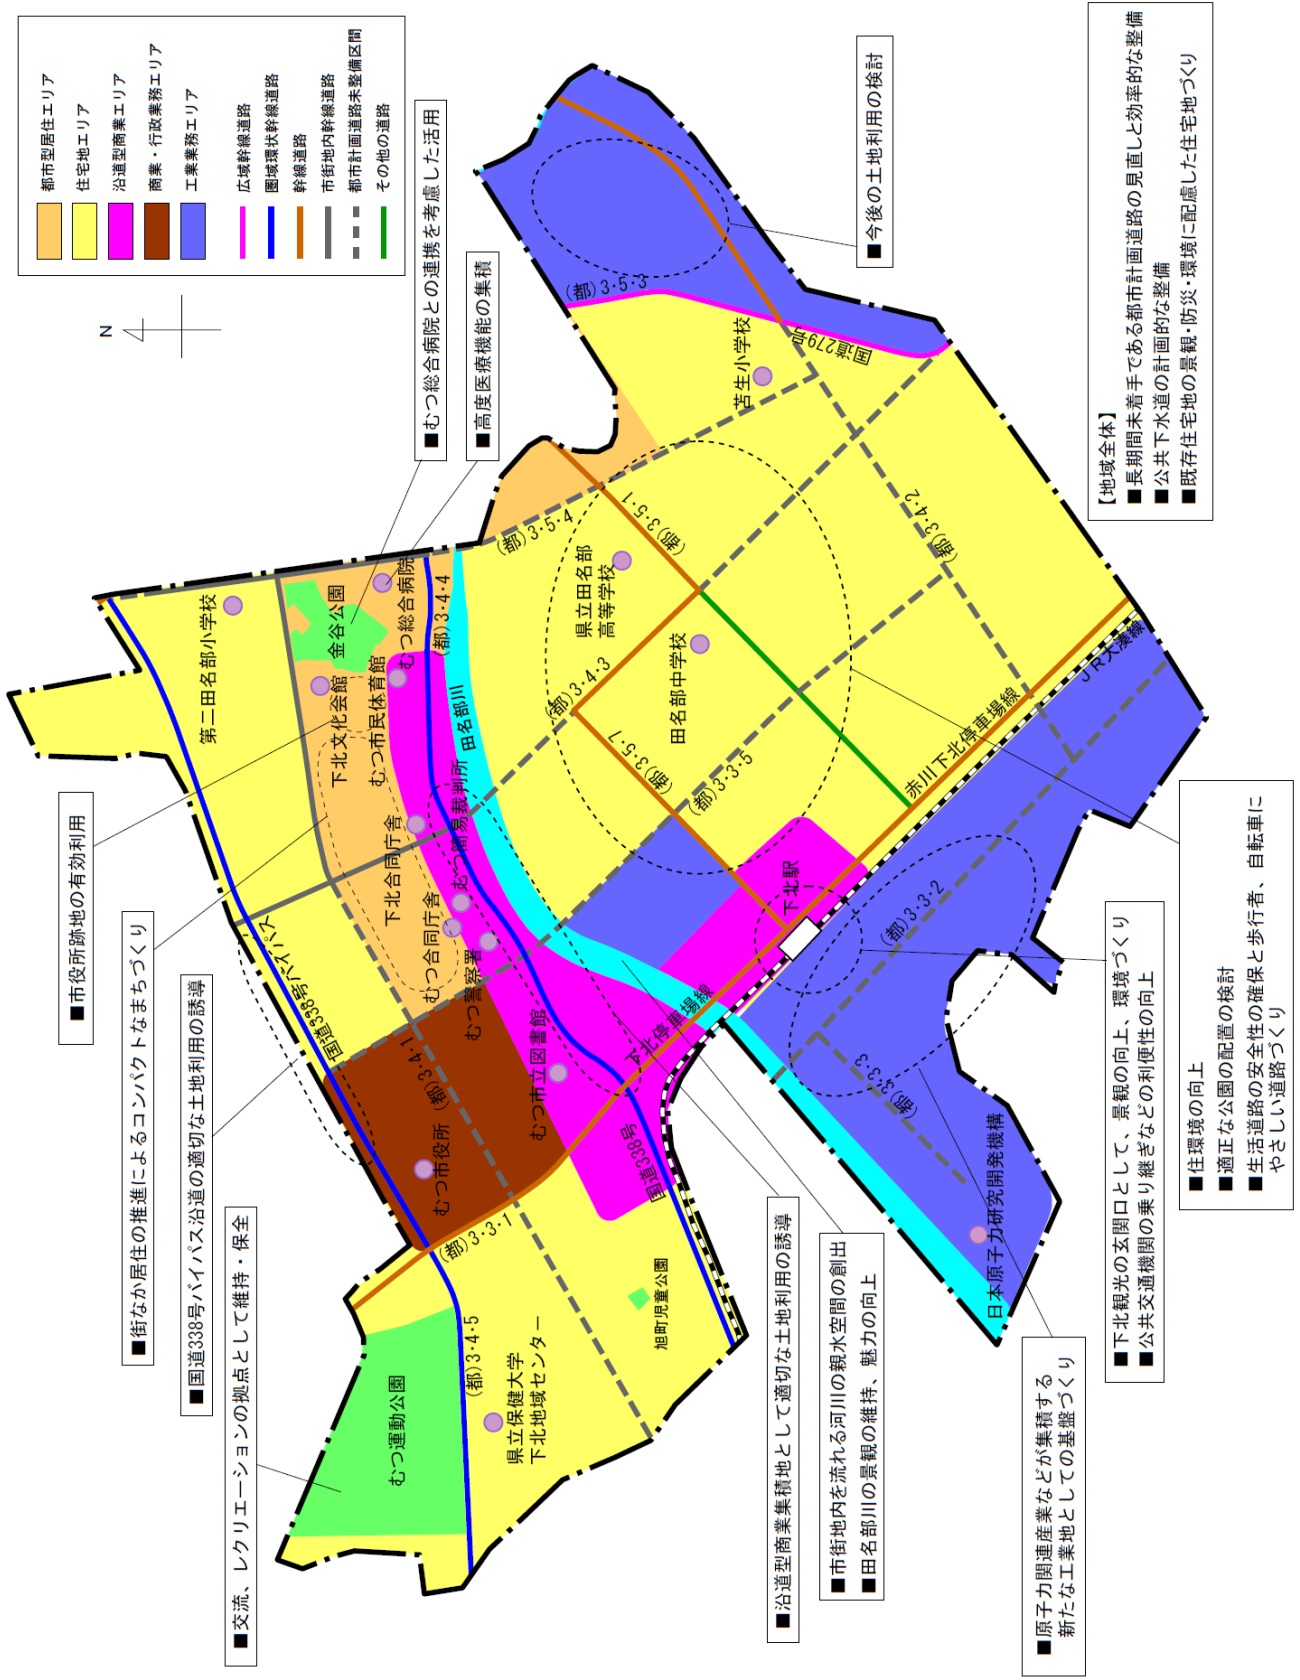 都市型居住エリア
住宅地エリア
沿道型商業エリア
商業・行政業務エリア
工業業務エリア
広域幹線道路
圏域環状幹線道路
幹線道路
市街地内幹線道路
都市計画道路未整備区間
その他の道路
N
■むつ総合病院との連携を考慮した活用
■高度医療機能の集積
■今後の土地利用の検討
【地域全体】
■長期間未着手である都市計画道路の見直しと効率的な整備
■公共下水道の計画的な整備
■既存住宅地の景観・防災・環境に配慮した住宅地づくり
■市役所跡地の有効利用
■街なか居住の推進によるコンパクトなまちづくり
■国道338号バイパス沿道の適切な土地利用の誘導
■交流、レクリエーションの拠点として維持・保全
■沿道型商業集積地として適切な土地利用の誘導
■市街地内を流れる河川の親水空間の創出
■田名部川の景観の維持、魅力の向上
■原子力関連産業などが集積する
新たな工業地としての基盤づくり
■下北観光の玄関口として、景観の向上、環境づくり
■公共交通機関の乗り継ぎなどの利便性の向上
■住環境の向上
■適正な公園の配置の検討
■生活道路の安全性の確保と歩行者、自転車に
やさしい道路づくり
第二田名部小学校
金谷公園
むつ総合病院
下北文化会館
むつ市民体育館
(都)3・4・4
田名部川
(都)3・5・4
(都)3・5・3
国道279号
苫生小学校
(都)3・5・1
県立田名部
高等学校
田名部中学校
(都)3・4・3
(都)3・4・2
(都)3・5・7
(都)3・3・5
下北合同庁舎
むつ簡易裁判所
むつ合同庁舎
むつ警察署
国道338号バイパス
(都)3・4・1
むつ市役所
むつ市立図書館
下北停車場線
下北駅
赤川下北停車場線
JR大湊線
(都)3・3・2
(都)3・3・3
日本原子力研究開発機構
国道338号
(都)3・3・1
(都)3・4・5
むつ運動公園
県立保健大学
下北地域センター
旭町児童公園